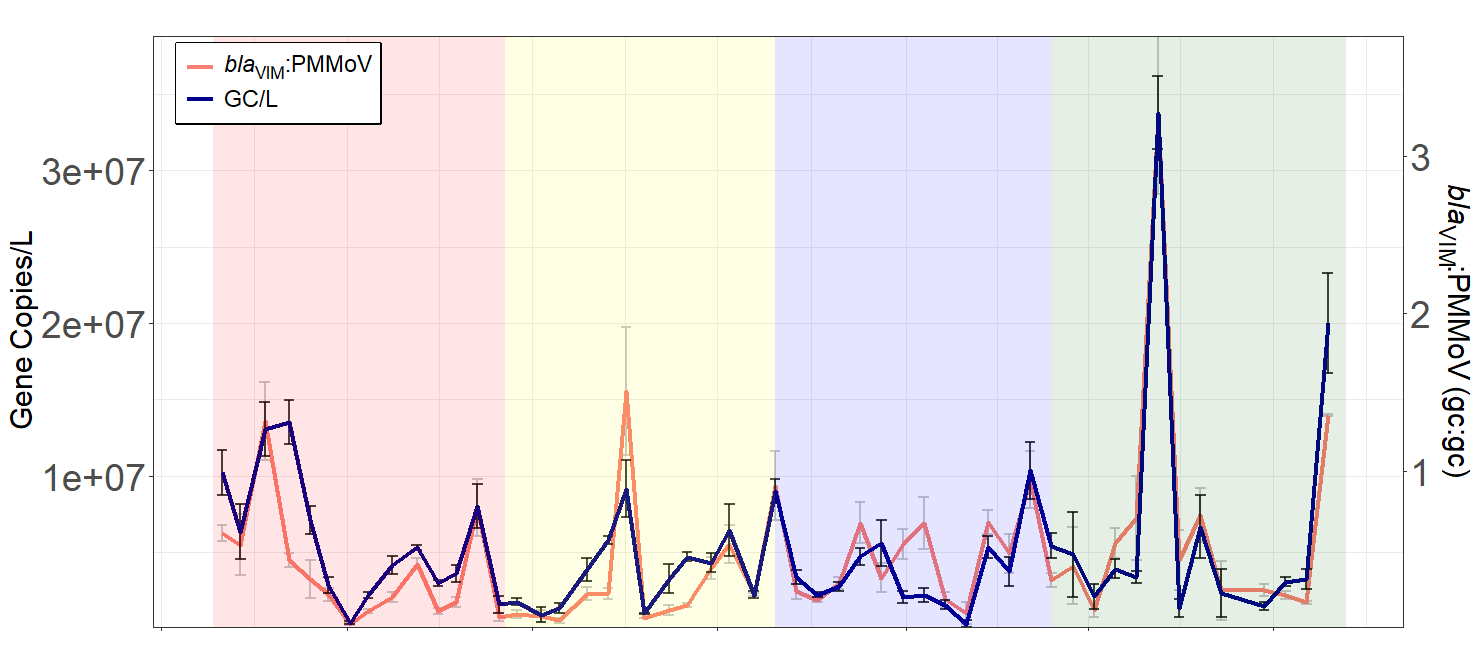 blaVIM:PMMoV
GC/L
3e+07
2e+07
1e+07
Gene Copies/L
3
2
1
blaVIM:PMMoV (gc:gc)